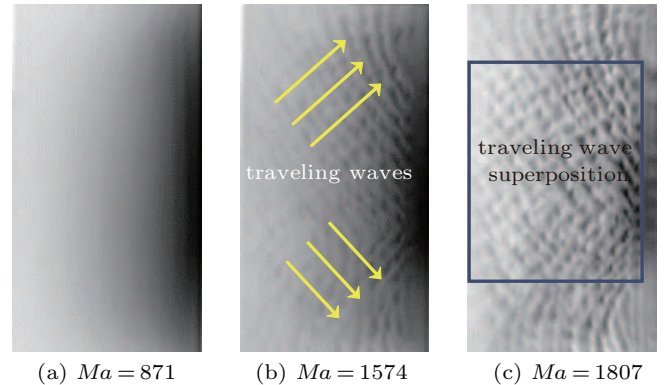 traveling waves
traveling wave
superposition
(a) Ma = 871
(b) Ma = 1574
(c) Ma = 1807